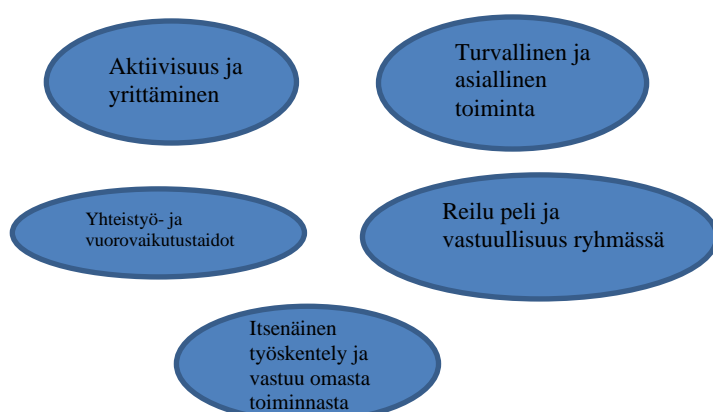 Aktiivisuus ja
yrittäminen
Turvallinen ja
asiallinen
toiminta
Yhteistyö- ja
vuorovaikutustaidot
Reilu peli ja
vastuullisuus ryhmässä
Itsenäinen
työskentely ja
vastuu omasta
toiminnasta